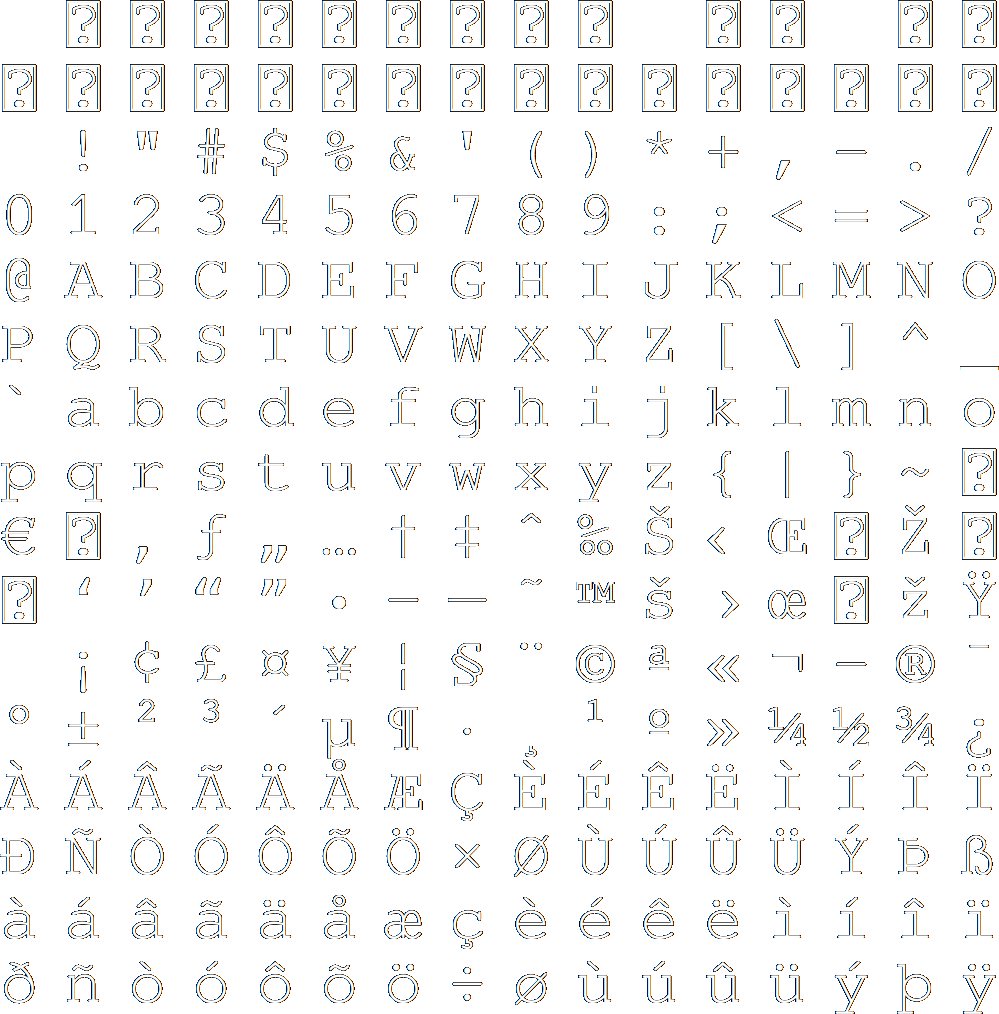 ! " # $ % & ' ( ) * + , − . /
0 1 2 3 4 5 6 7 8 9 : ; < = > ?
@ A B C D E F G H I J K L M N O
P Q R S T U V W X Y Z [ \ ] ^ _
` a b c d e f g h i j k l m n o
p q r s t u v w x y z { | } ~
€ ‚ ƒ „ … † ‡ ˆ ‰ Š ‹ Œ Ž
‘ ’ “ ” • – — ˜ ™ š › œ ž Ÿ
¡ ¢ £ ¤ ¥ ¦ § ¨ © ª « ¬ - ® ¯
° ± ² ³ ´ µ ¶ · ¸ ¹ º » ¼ ½ ¾ ¿
À Á Â Ã Ä Å Æ Ç È É Ê Ë Ì Í Î Ï
Ð Ñ Ò Ó Ô Õ Ö × Ø Ù Ú Û Ü Ý Þ ß
à á â ã ä å æ ç è é ê ë ì í î ï
ð ñ ò ó ô õ ö ÷ ø ù ú û ü ý þ ÿ